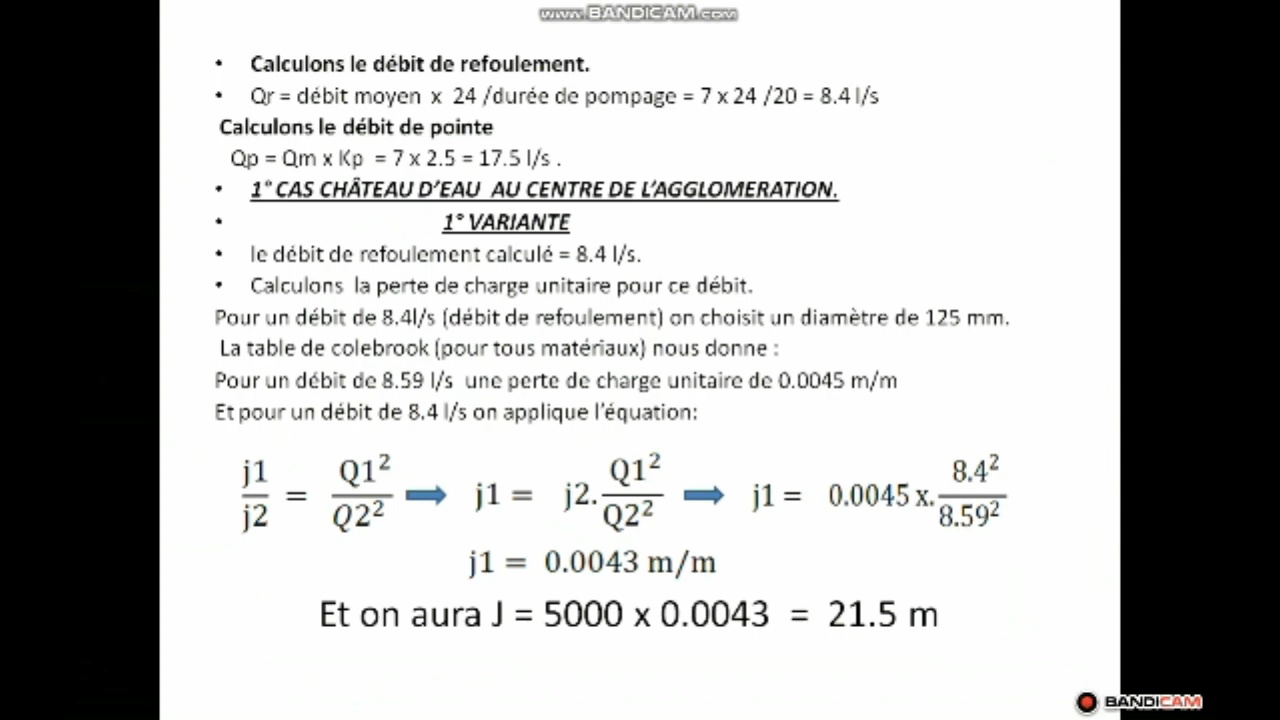 www.BANDICAM.com
• Calculons le débit de refoulement.
• Qr = débit moyen x 24 /durée de pompage = 7 x 24 /20 = 8.4 l/s
Calculons le débit de pointe
Qp = Qm x Kp = 7 x 2.5 = 17.5 l/s .
• 1° CAS CHÂTEAU D’EAU AU CENTRE DE L’AGGLOMERATION.
• 1° VARIANTE
• le débit de refoulement calculé = 8.4 l/s.
• Calculons la perte de charge unitaire pour ce débit.
Pour un débit de 8.4l/s (débit de refoulement) on choisit un diamètre de 125 mm.
La table de colebrook (pour tous matériaux) nous donne :
Pour un débit de 8.59 l/s une perte de charge unitaire de 0.0045 m/m
Et pour un débit de 8.4 l/s on applique l’équation:
j1/j2 = Q1²/Q2² ➡ j1 = j2. Q1²/Q2² ➡ j1 = 0.0045 x. 8.4²/8.59²
j1 = 0.0043 m/m
Et on aura J = 5000 x 0.0043 = 21.5 m
BANDICAM